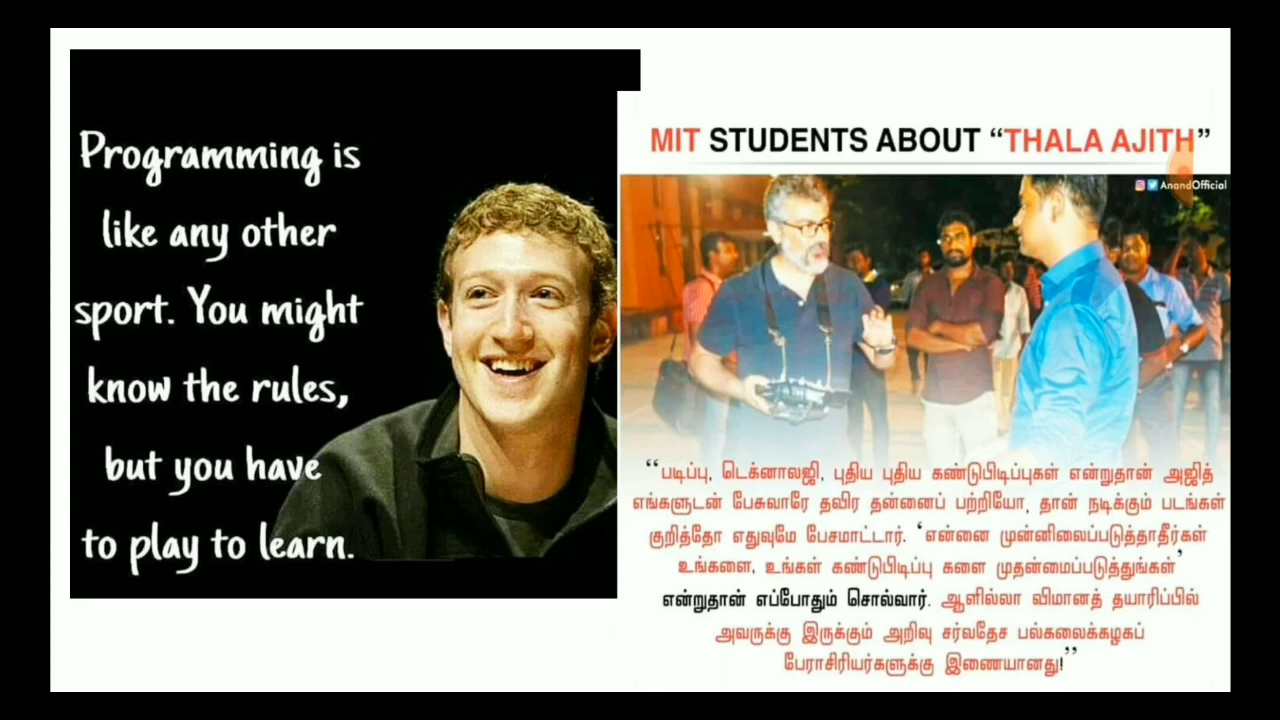 Programming is
like any other
sport. You might
know the rules,
but you have
to play to learn.
MIT STUDENTS ABOUT “THALA AJITH”
AnandOfficial
“படிப்பு, டெக்னாலஜி, புதிய புதிய கண்டுபிடிப்புகள் என்றுதான் அஜித்
எங்களுடன் பேசுவாரே தவிர தன்னைப் பற்றியோ, தான் நடிக்கும் படங்கள்
குறித்தோ எதுவுமே பேசமாட்டார். ‘என்னை முன்னிலைப்படுத்தாதீர்கள்
உங்களை, உங்கள் கண்டுபிடிப்பு களை முதன்மைப்படுத்துங்கள்’
என்றுதான் எப்போதும் சொல்வார். ஆளில்லா விமானத் தயாரிப்பில்
அவருக்கு இருக்கும் அறிவு சர்வதேச பல்கலைக்கழகப்
பேராசிரியர்களுக்கு இணையானது!”